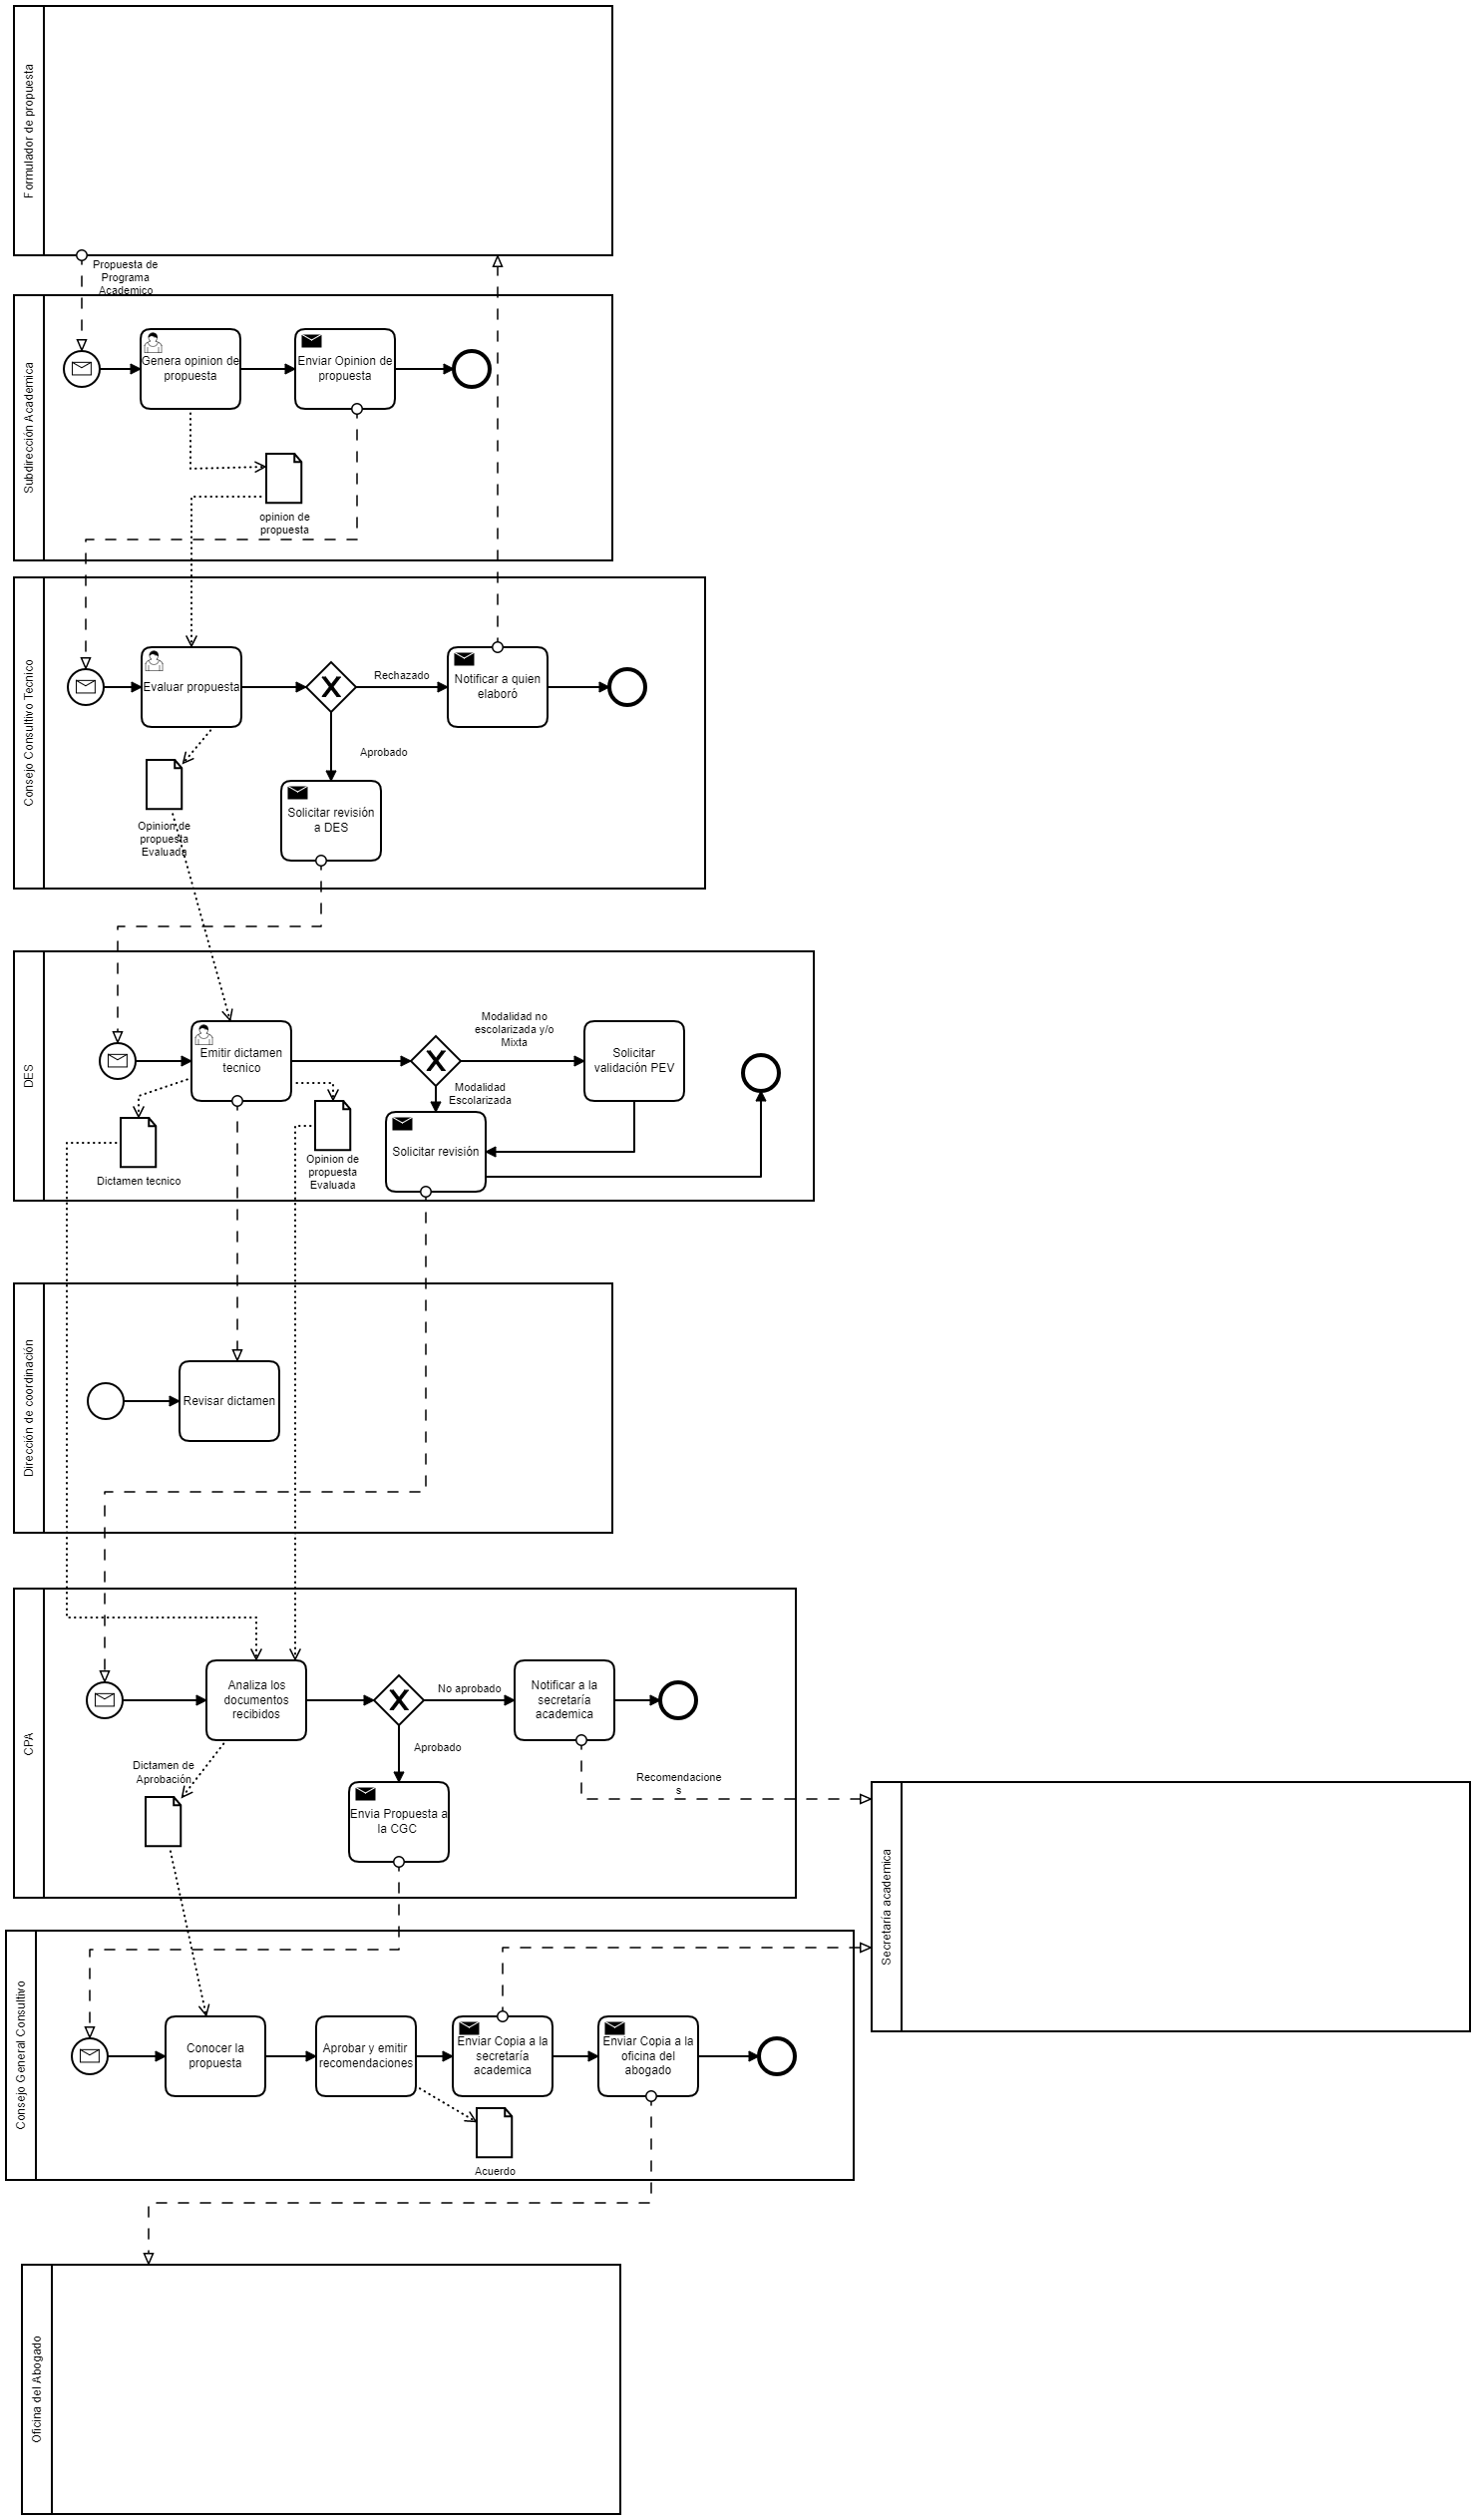 Formulador de propuesta
Propuesta de
Programa
Academico
Subdirección Academica
Genera opinion de
propuesta
Enviar Opinion de
propuesta
opinion de
propuesta
Consejo Consultivo Tecnico
Evaluar propuesta
Rechazado
Notificar a quien
elaboró
Aprobado
Solicitar revisión
a DES
Opinion de
propuesta
Evaluada
DES
Emitir dictamen
tecnico
Modalidad no
escolarizada y/o
Mixta
Solicitar
validación PEV
Modalidad
Escolarizada
Solicitar revisión
Dictamen tecnico
Opinion de
propuesta
Evaluada
Dirección de coordinación
Revisar dictamen
CPA
Analiza los
documentos
recibidos
No aprobado
Notificar a la
secretaría
academica
Aprobado
Dictamen de
Aprobación
Envia Propuesta a
la CGC
Recomendacione
s
Secretaría academica
Consejo General Consultivo
Conocer la
propuesta
Aprobar y emitir
recomendaciones
Enviar Copia a la
secretaría
academica
Enviar Copia a la
oficina del
abogado
Acuerdo
Oficina del Abogado